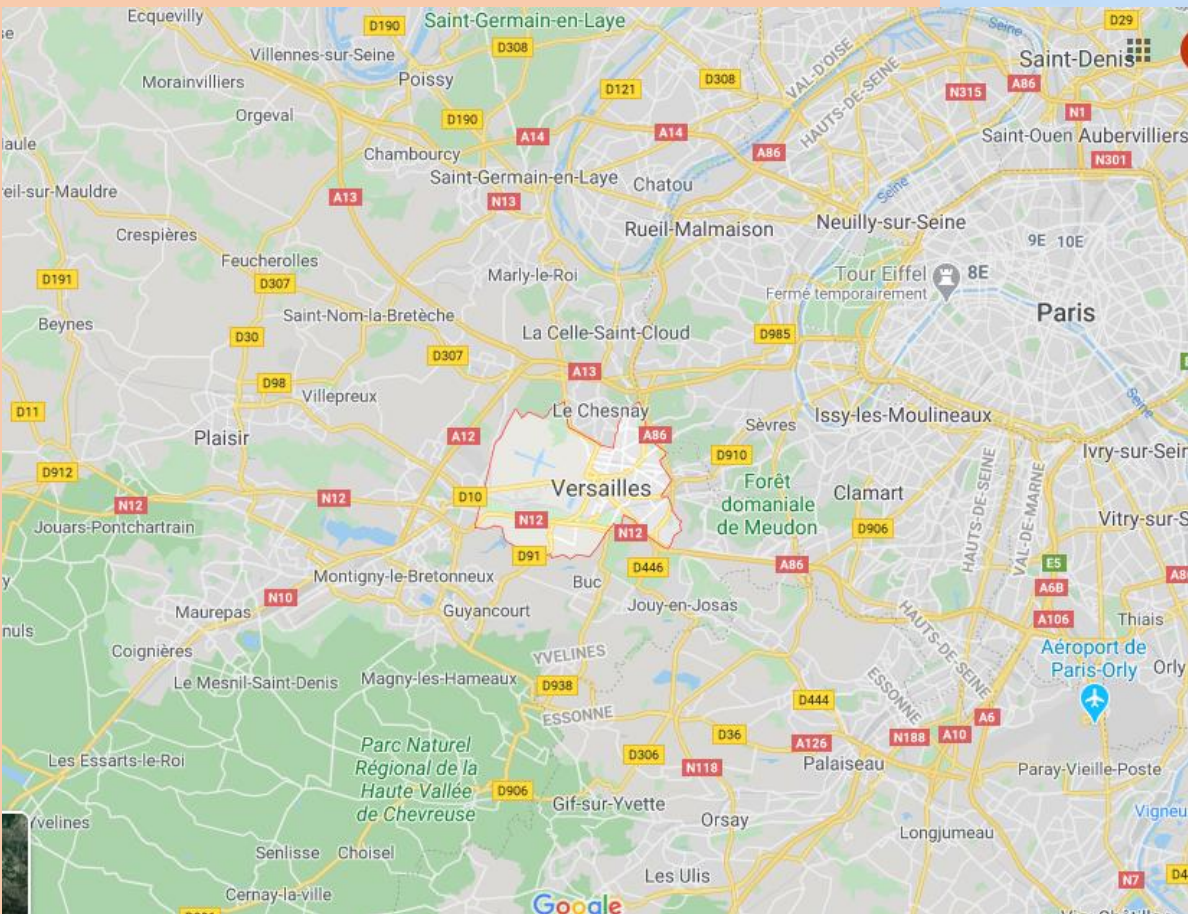 Ecquevilly
D190
Saint-Germain-en-Laye
D29
Villennes-sur-Seine
D308
Seine
Saint-Denis
Morainvilliers
Poissy
D121
D308
VAL-D'OISE
N315
A86
Orgeval
D190
A14
A14
HAUTS-DE-SEINE
N1
Chambourcy
A86
Saint-Ouen
Aubervilliers
N301
Saint-Germain-en-Laye
Chatou
Seine
eil-sur-Mauldre
A13
N13
Crespières
Rueil-Malmaison
Neuilly-sur-Seine
9E
10E
Feucherolles
D191
D307
Marly-le-Roi
Tour Eiffel
8E
Fermé temporairement
Saint-Nom-la-Bretèche
Paris
Beynes
D30
La Celle-Saint-Cloud
D985
D307
A13
D98
Villepreux
Seine
D11
Le Chesnay
Issy-les-Moulineaux
Plaisir
A12
A86
Sèvres
D912
D910
Ivry-sur-Sein
Forêt
domaniale
de Meudon
N12
N12
D10
Versailles
Clamart
HAUTS-DE-SEINE
VAL-DE-MARNE
Jouars-Pontchartrain
N12
N12
D906
Vitry-sur-S
D91
D446
A86
E5
Montigny-le-Bretonneux
Buc
A6B
N10
Maurepas
Guyancourt
Jouy-en-Josas
HAUTS-DE-SEINE
A106
Thiais
Coignières
YVELINES
Aéroport de
Paris-Orly
Orly
Le Mesnil-Saint-Denis
Magny-les-Hameaux
D938
ESSONNE
D444
ESSONNE
A6
Parc Naturel
Régional de la
Haute Vallée
de Chevreuse
D36
A126
N188
A10
Les Essarts-le-Roi
D306
N118
Palaiseau
Paray-Vieille-Poste
D906
Gif-sur-Yvette
Yvelines
Orsay
Vigneu
Longjumeau
Senlisse
Choisel
Les Ulis
N7
D4
Cernay-la-ville
Google